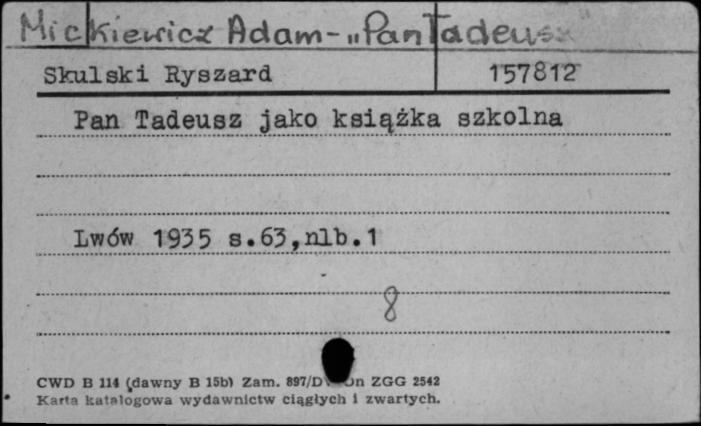 Mickiewicz Adam - „Pan Tadeusz"
Skulski Ryszard 157812
Pan Tadeusz jako książka szkolna
Lwów 1935 s.63,nlb.1
8
CWD B 114 (dawny B 15b) Zam. 897/D ZGG 2542
Karta katalogowa wydawnictw ciągłych i zwartych.